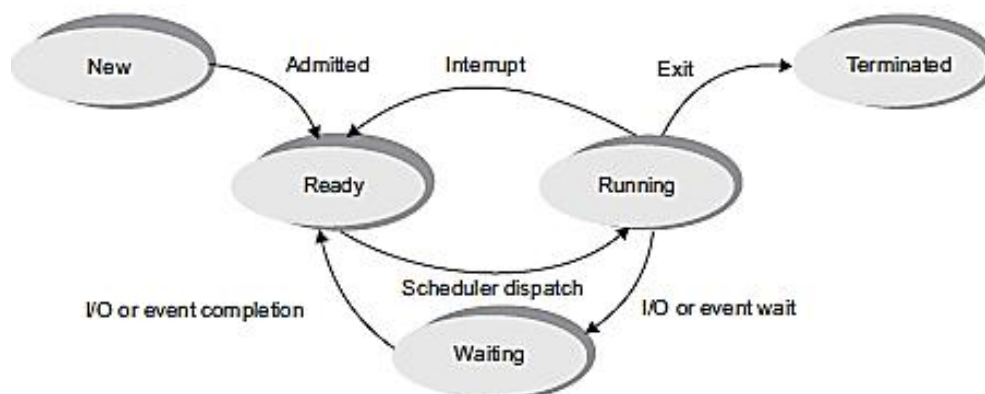 New
Admitted
Interrupt
Exit
Terminated
Ready
Running
Scheduler dispatch
I/O or event completion
I/O or event wait
Waiting